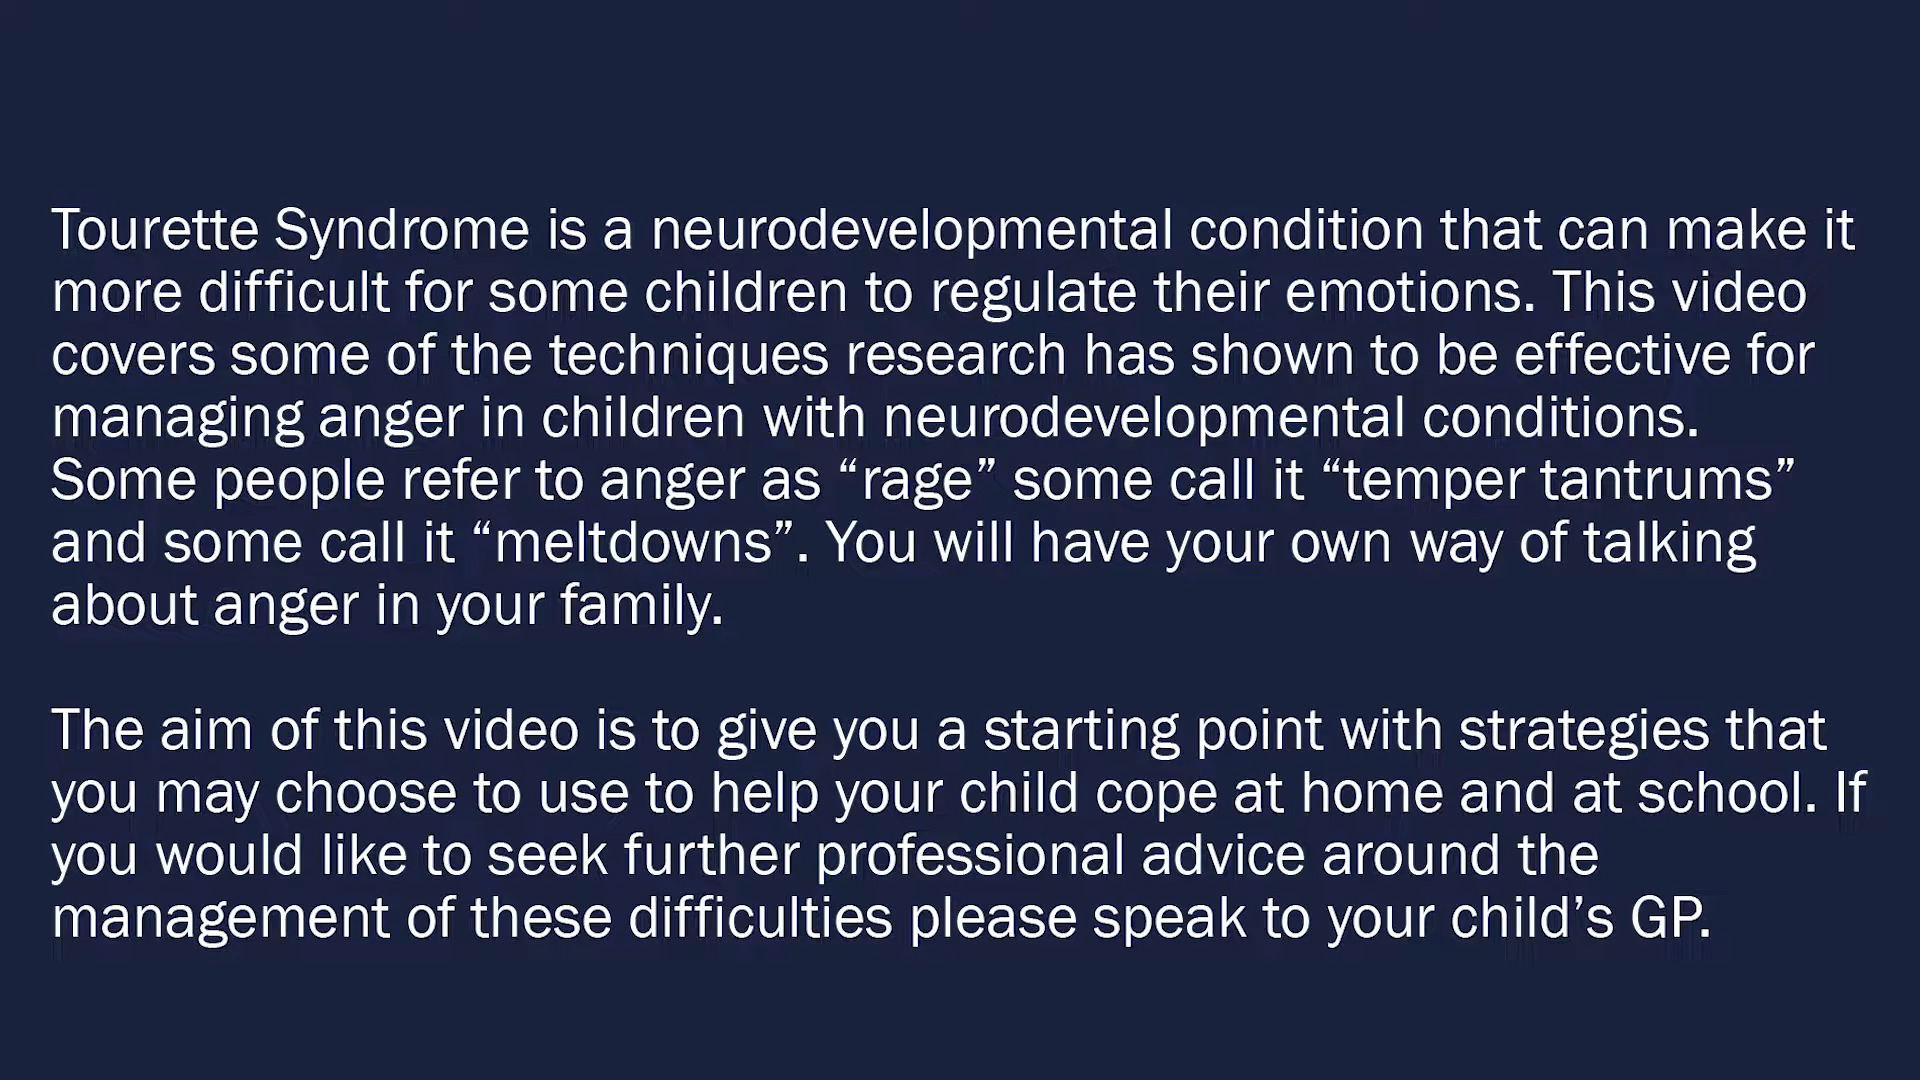 Tourette Syndrome is a neurodevelopmental condition that can make it
more difficult for some children to regulate their emotions. This video
covers some of the techniques research has shown to be effective for
managing anger in children with neurodevelopmental conditions.
Some people refer to anger as “rage” some call it “temper tantrums”
and some call it “meltdowns”. You will have your own way of talking
about anger in your family.
The aim of this video is to give you a starting point with strategies that
you may choose to use to help your child cope at home and at school. If
you would like to seek further professional advice around the
management of these difficulties please speak to your child’s GP.